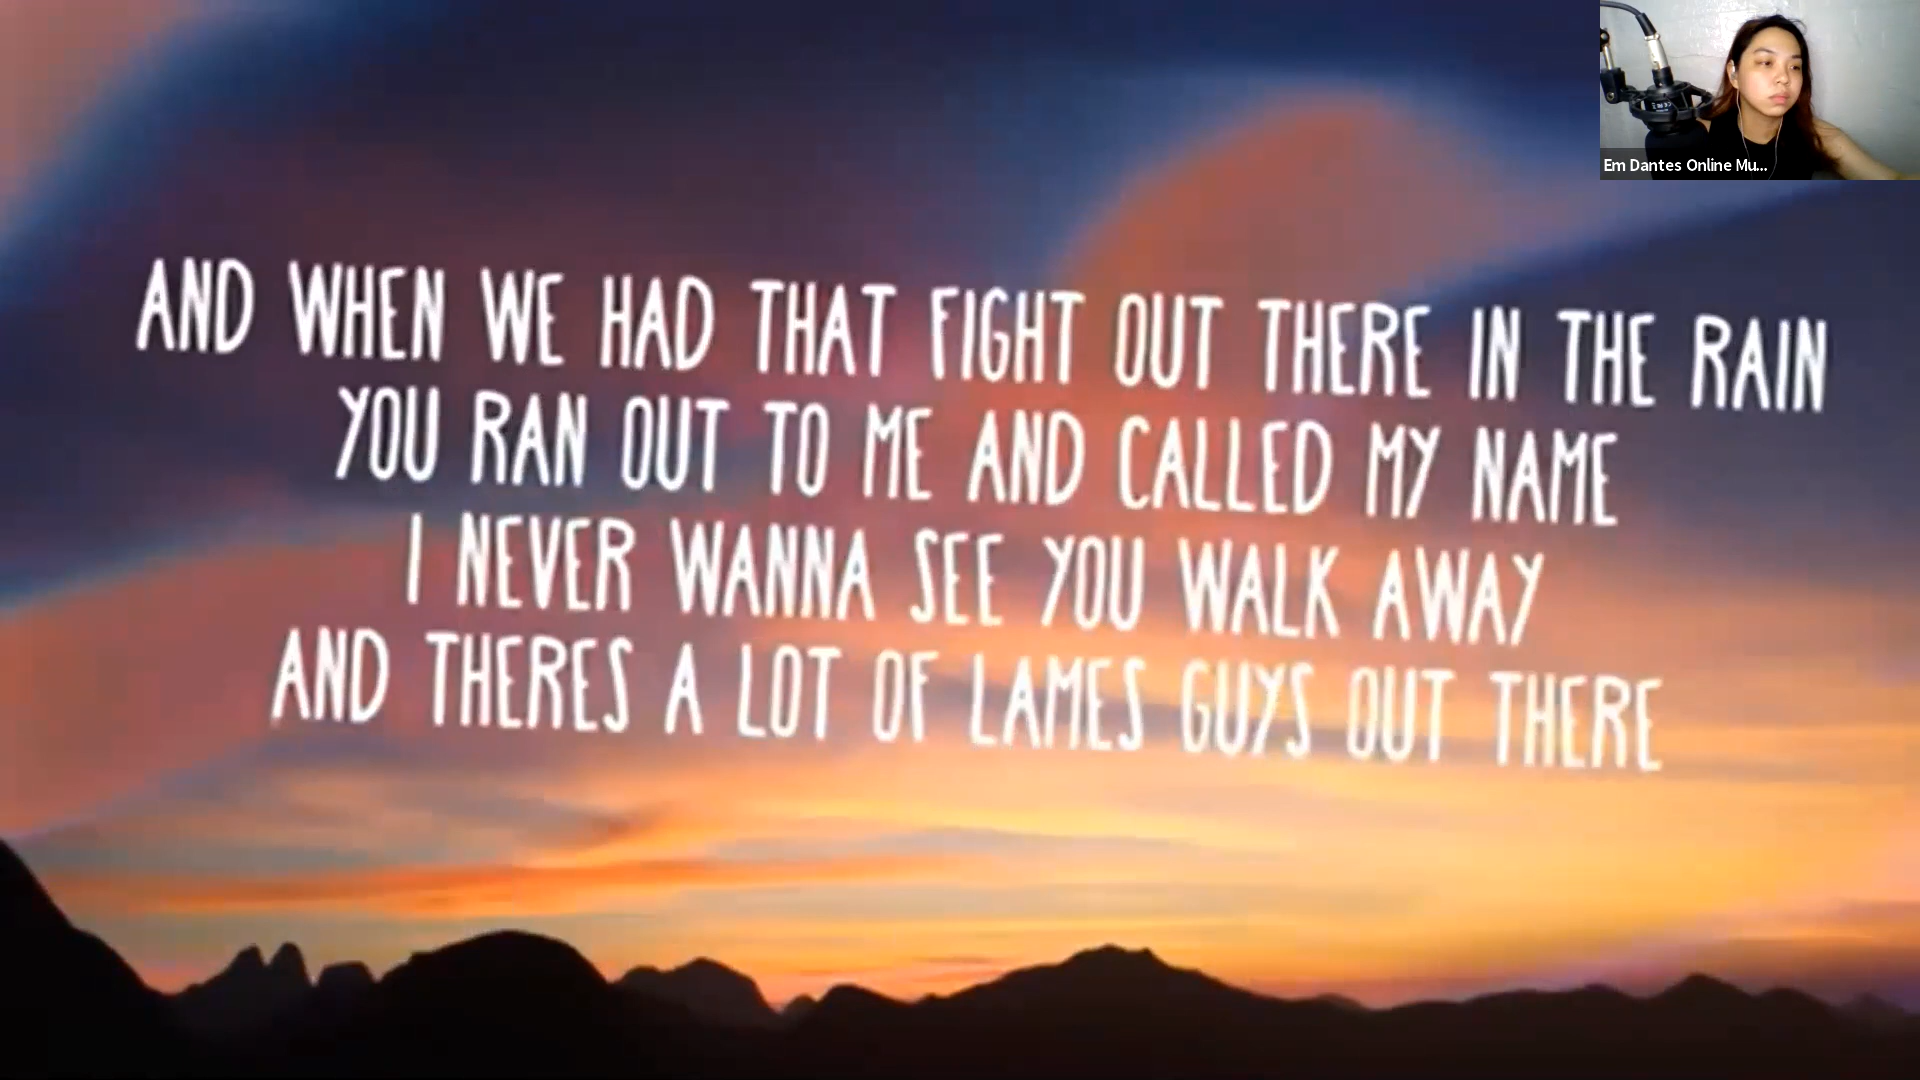 Em Dantes Online Mu...
AND WHEN WE HAD THAT FIGHT OUT THERE IN THE RAIN
YOU RAN OUT TO ME AND CALLED MY NAME
I NEVER WANNA SEE YOU WALK AWAY
AND THERES A LOT OF LAMES GUYS OUT THERE